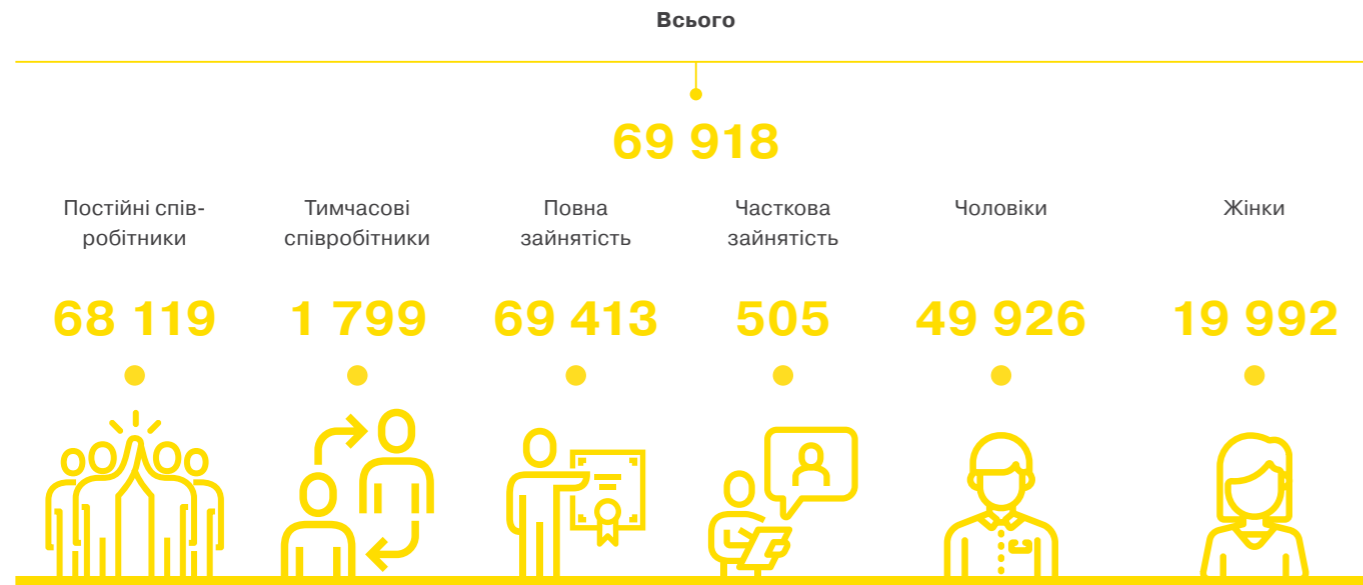 Всього
69 918
Постійні спів-
робітники
68 119
Тимчасові
співробітники
1 799
Повна
зайнятість
69 413
Часткова
зайнятість
505
Чоловіки
49 926
Жінки
19 992